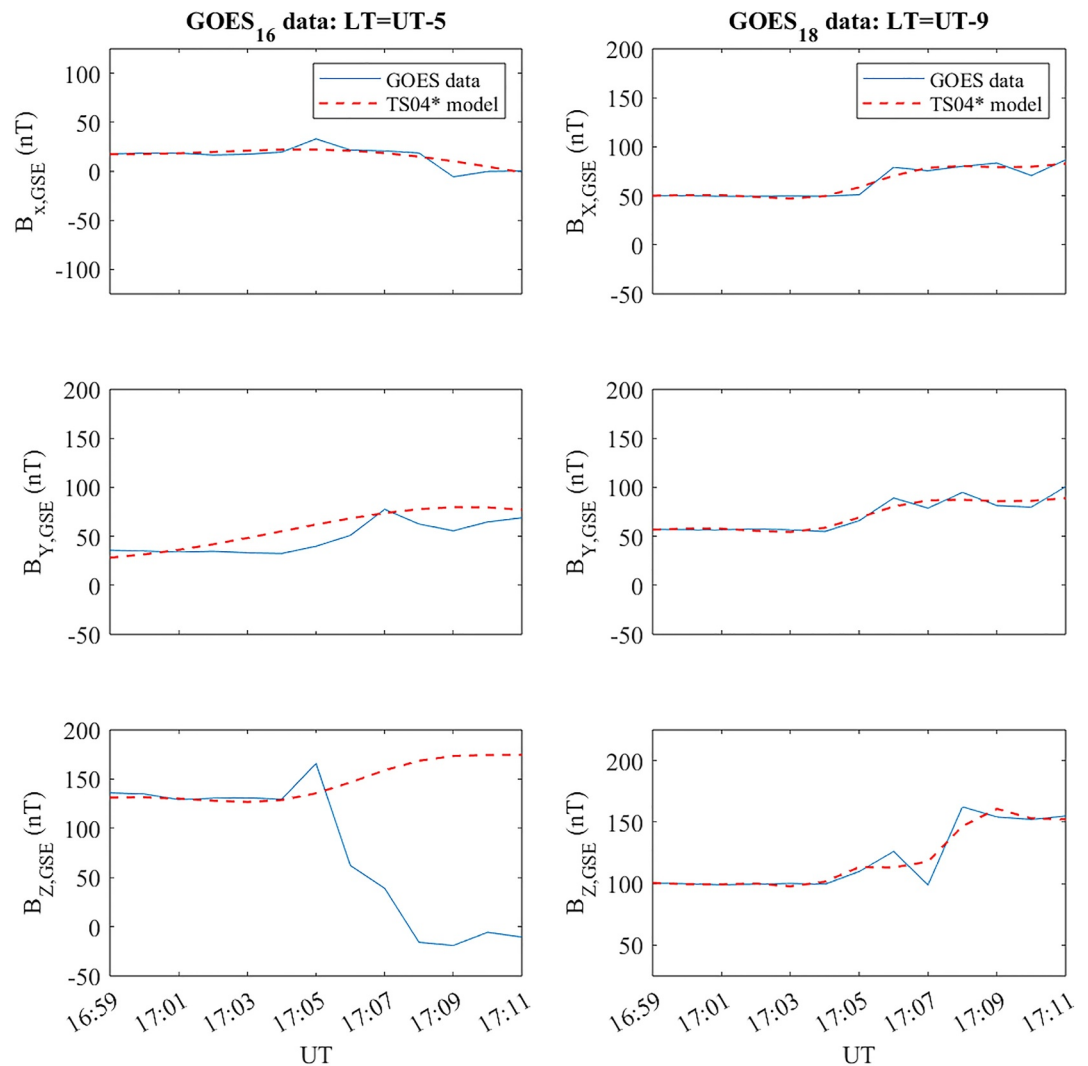 GOES16 data: LT=UT-5
GOES data
TS04* model
100
50
0
-50
-100
Bx,GSE (nT)
GOES18 data: LT=UT-9
GOES data
TS04* model
200
150
100
50
0
-50
BX,GSE (nT)
200
150
100
50
0
-50
BY,GSE (nT)
200
150
100
50
0
-50
BY,GSE (nT)
200
150
100
50
0
-50
BZ,GSE (nT)
16:59 17:01 17:03 17:05 17:07 17:09 17:11
UT
200
150
100
50
BZ,GSE (nT)
16:59 17:01 17:03 17:05 17:07 17:09 17:11
UT